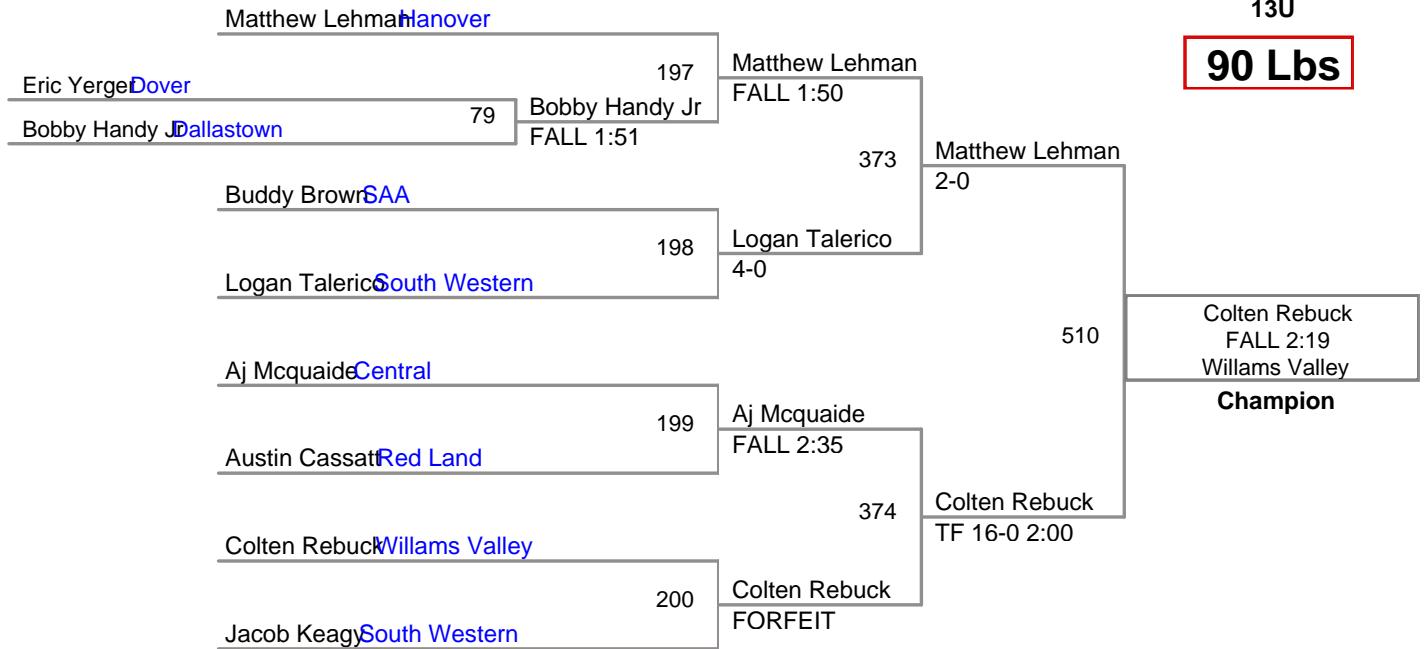 13U
90 Lbs
Matthew Lehman Hanover
197
Matthew Lehman
FALL 1:50
Eric Yerger Dover
79
Bobby Handy Jr
FALL 1:51
Bobby Handy Jr Dallastown
373
Matthew Lehman
2-0
Buddy Brown SAA
198
Logan Talerico
4-0
Logan Talerico South Western
510
Colten Rebuck
FALL 2:19
Willams Valley
Champion
Aj Mcquaide Central
199
Aj Mcquaide
FALL 2:35
Austin Cassatt Red Land
374
Colten Rebuck
TF 16-0 2:00
Colten Rebuck Willams Valley
200
Colten Rebuck
FORFEIT
Jacob Keagy South Western